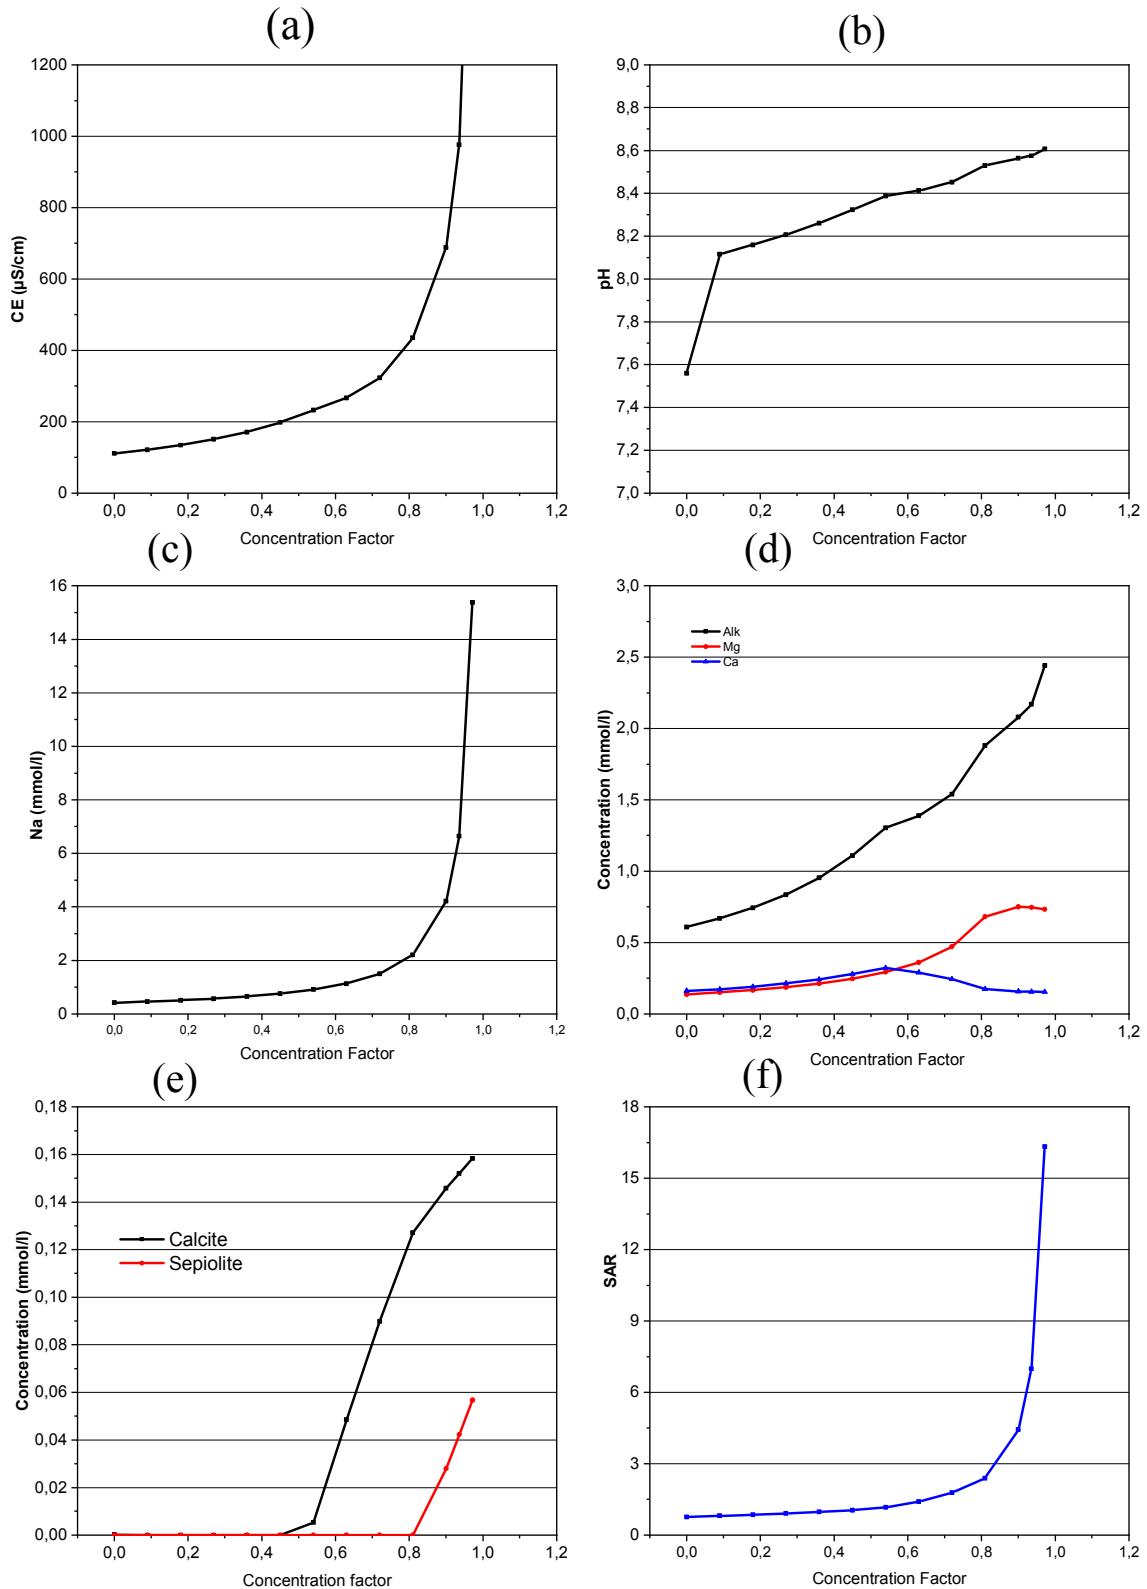 (a)
1200
1000
800
600
400
200
0
CE (µS/cm)
0,0 0,2 0,4 0,6 0,8 1,0 1,2
Concentration Factor
(b)
9,0
8,8
8,6
8,4
8,2
8,0
7,8
7,6
7,4
7,2
7,0
pH
0,0 0,2 0,4 0,6 0,8 1,0 1,2
Concentration Factor
(c)
16
14
12
10
8
6
4
2
0
Na (mmol/l)
0,0 0,2 0,4 0,6 0,8 1,0 1,2
Concentration Factor
(d)
3,0
2,5
2,0
1,5
1,0
0,5
0,0
Concentration (mmol/l)
Alk
Mg
Ca
0,0 0,2 0,4 0,6 0,8 1,0 1,2
Concentration Factor
(e)
0,18
0,16
0,14
0,12
0,10
0,08
0,06
0,04
0,02
0,00
Concentration (mmol/l)
Calcite
Sepiolite
0,0 0,2 0,4 0,6 0,8 1,0 1,2
Concentration factor
(f)
18
15
12
9
6
3
0
SAR
0,0 0,2 0,4 0,6 0,8 1,0 1,2
Concentration Factor